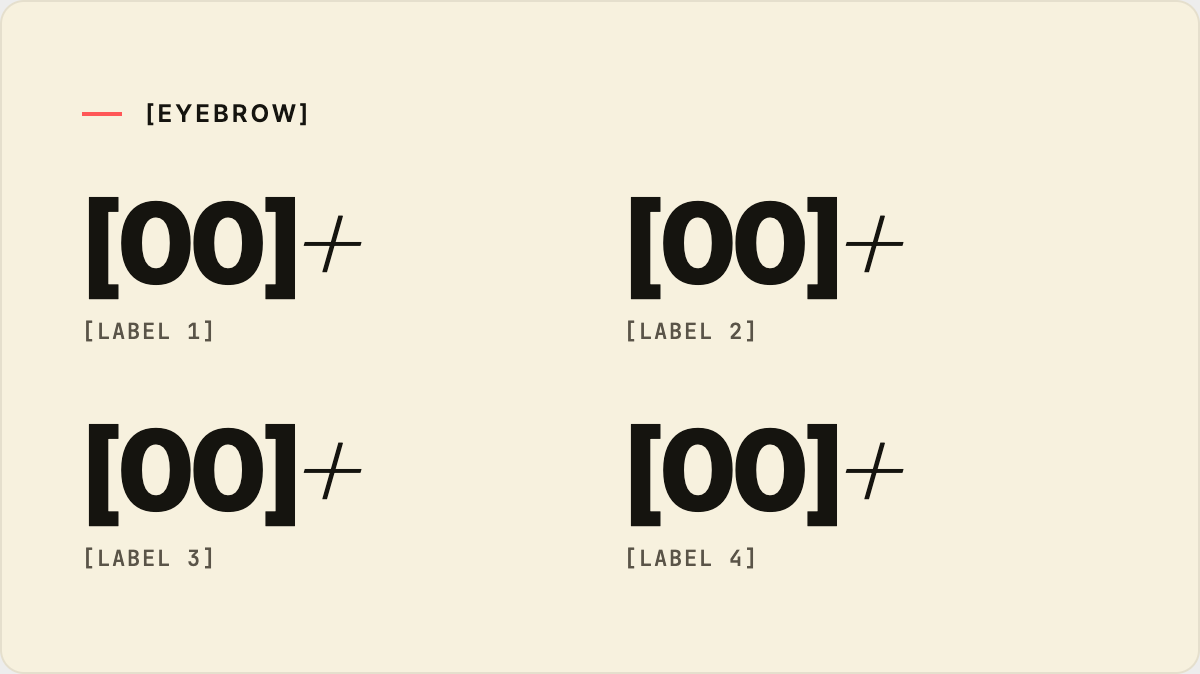 [EYEBROW]
[00]+ [00]+
[LABEL 1] [LABEL 2]
[00]+ [00]+
[LABEL 3] [LABEL 4]